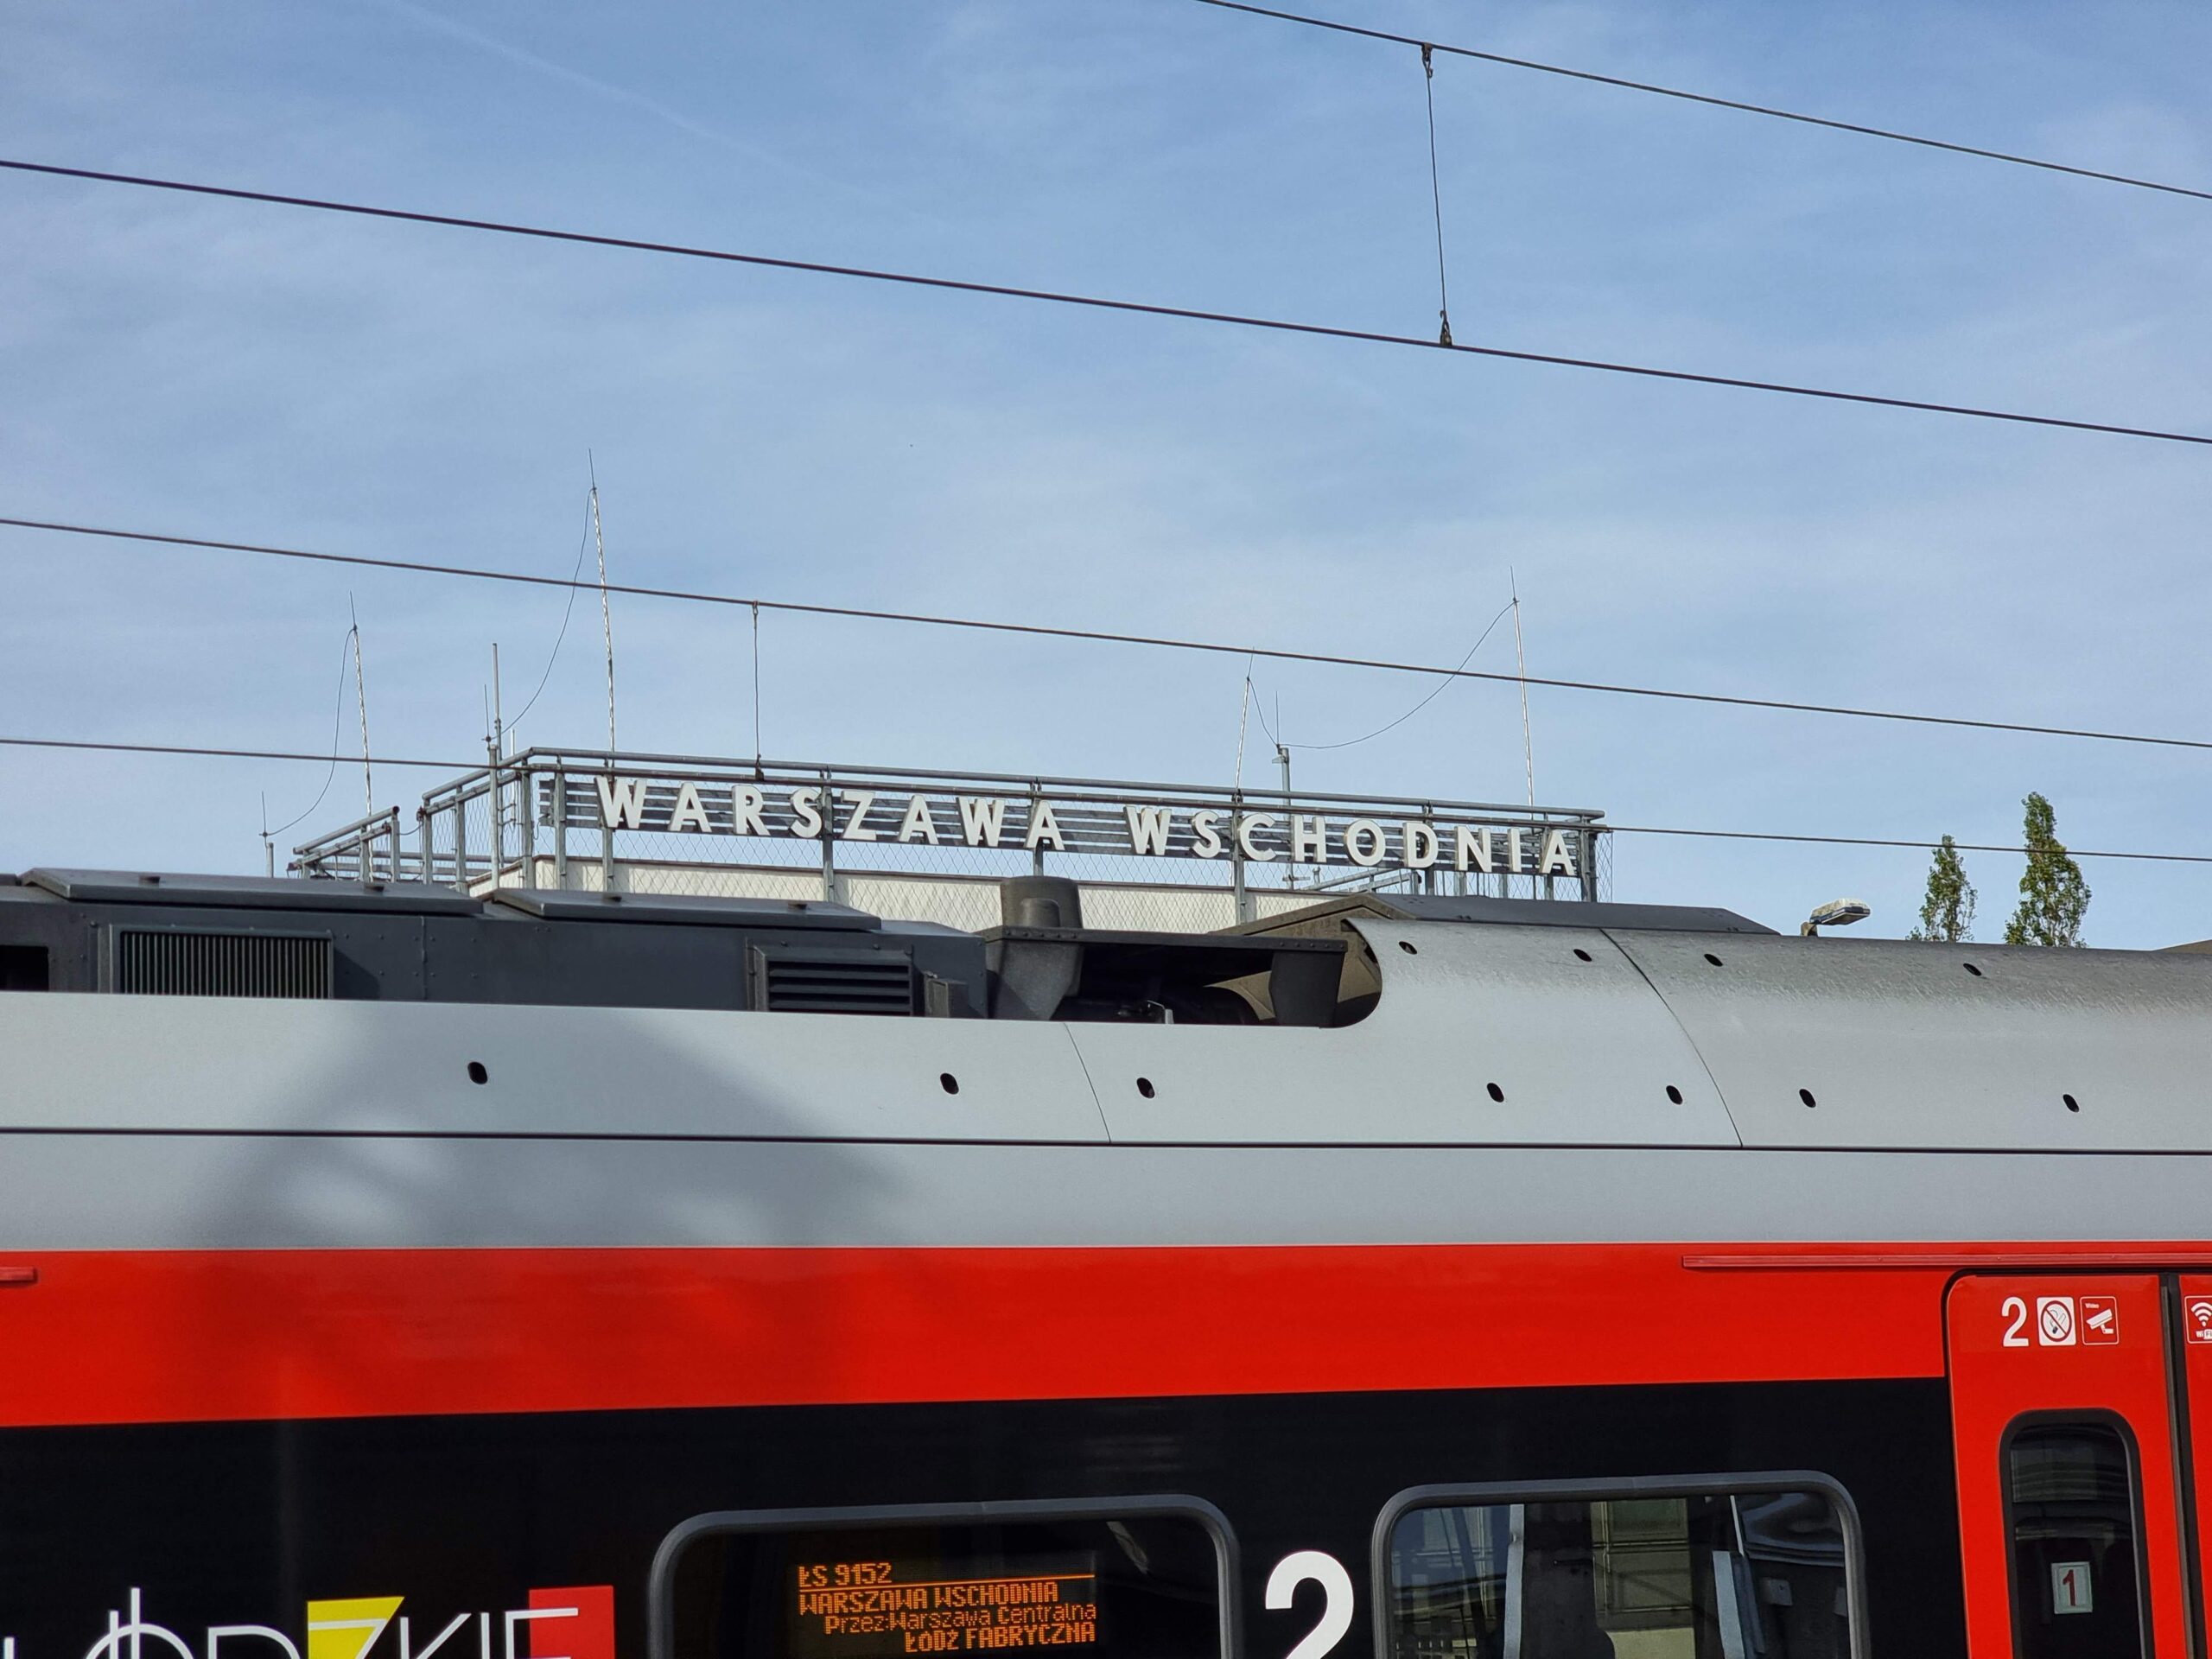 WARSZAWA WSCHODNIA
2
ŁS 9152
WARSZAWA WSCHODNIA
Przez:Warszawa Centralna
ŁÓDŹ FABRYCZNA
2
1